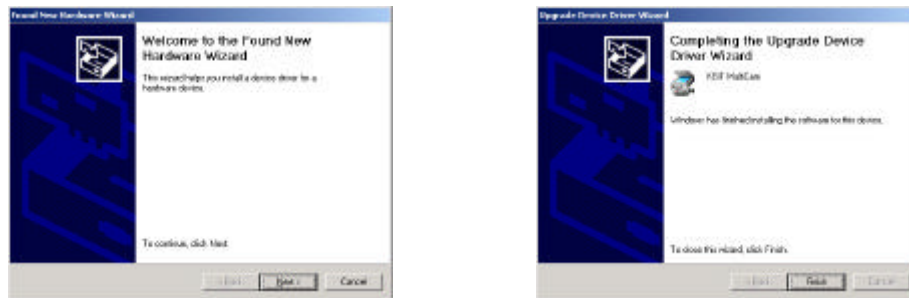 Found New Hardware Wizard
Welcome to the Found New
Hardware Wizard
This wizard helps you install a device driver for a
hardware device.
To continue, click Next.
< Back
Next >
Cancel
Upgrade Device Driver Wizard
Completing the Upgrade Device
Driver Wizard
Windows has finished installing the software for this device.
To close this wizard, click Finish.
< Back
Finish
Cancel